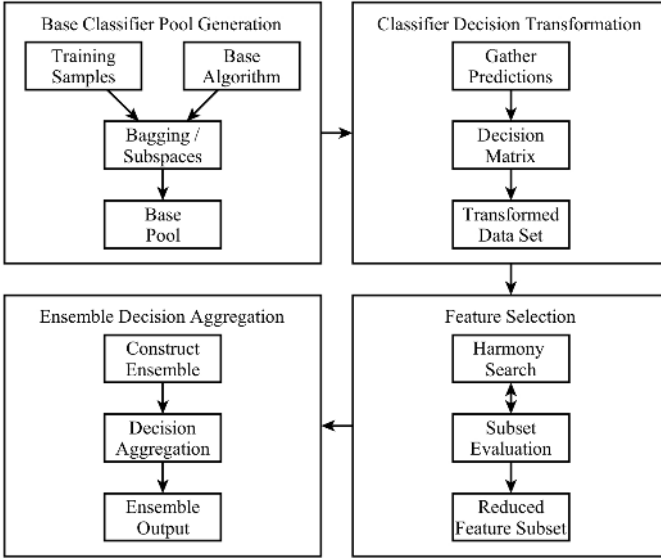 Base Classifier Pool Generation
Training
Samples
Base
Algorithm
Bagging /
Subspaces
Base
Pool
Classifier Decision Transformation
Gather
Predictions
Decision
Matrix
Transformed
Data Set
Ensemble Decision Aggregation
Construct
Ensemble
Decision
Aggregation
Ensemble
Output
Feature Selection
Harmony
Search
Subset
Evaluation
Reduced
Feature Subset